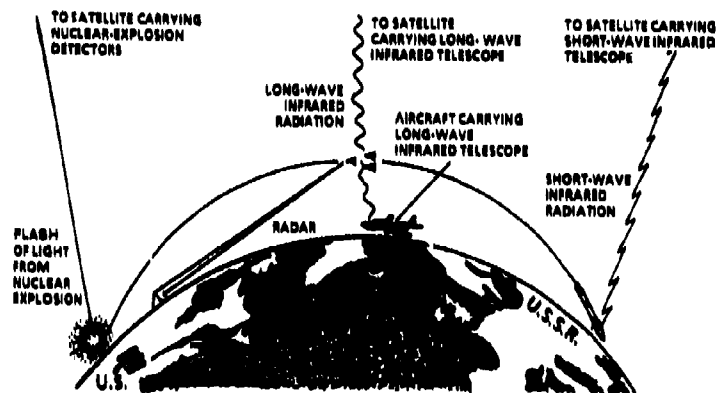 TO SATELLITE CARRYING
NUCLEAR-EXPLOSION
DETECTORS
TO SATELLITE
CARRYING LONG-WAVE
INFRARED TELESCOPE
TO SATELLITE CARRYING
SHORT-WAVE INFRARED
TELESCOPE
LONG-WAVE
INFRARED
RADIATION
AIRCRAFT CARRYING
LONG-WAVE
INFRARED TELESCOPE
SHORT-WAVE
INFRARED
RADIATION
RADAR
FLASH
OF LIGHT
FROM
NUCLEAR
EXPLOSION
U.S.
U.S.S.R.